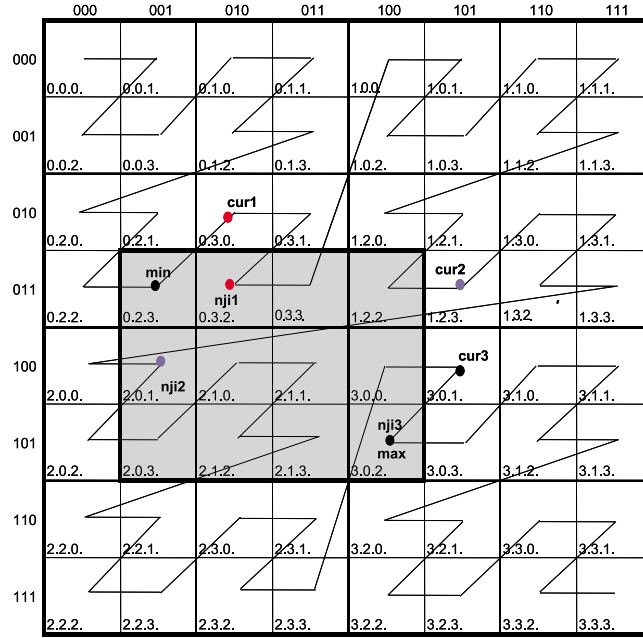 000 001 010 011 100 101 110 111
000
0.0.0. 0.0.1. 0.1.0. 0.1.1. 1.0.0. 1.0.1. 1.1.0. 1.1.1.
001
0.0.2. 0.0.3. 0.1.2. 0.1.3. 1.0.2. 1.0.3. 1.1.2. 1.1.3.
cur1
010
0.2.0. 0.2.1. 0.3.0. 0.3.1. 1.2.0. 1.2.1. 1.3.0. 1.3.1.
min cur2
011 nji1
0.2.2. 0.2.3. 0.3.2. 0.3.3. 1.2.2. 1.2.3. 1.3.2. 1.3.3.
cur3
100
nji2
2.0.0. 2.0.1. 2.1.0. 2.1.1. 3.0.0. 3.0.1. 3.1.0. 3.1.1.
nji3
101
max
2.0.2. 2.0.3. 2.1.2. 2.1.3. 3.0.2. 3.0.3. 3.1.2. 3.1.3.
110
2.2.0. 2.2.1. 2.3.0. 2.3.1. 3.2.0. 3.2.1. 3.3.0. 3.3.1.
111
2.2.2. 2.2.3. 2.3.2. 2.3.3. 3.2.2. 3.2.3. 3.3.2. 3.3.3.